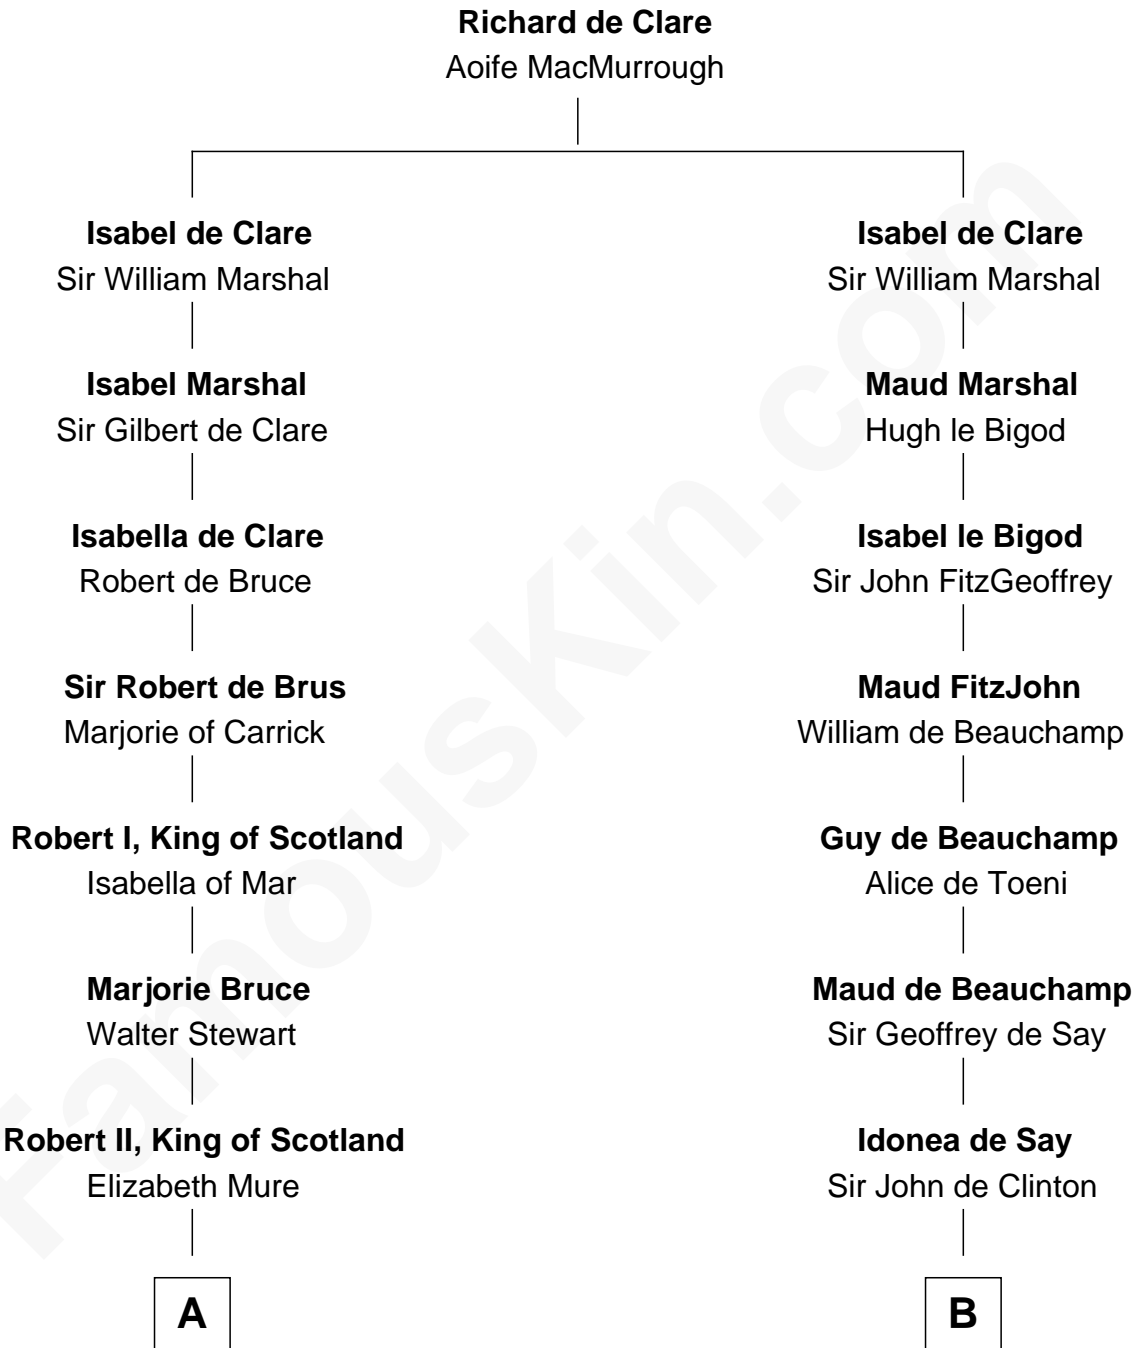 Richard de Clare
Aoife MacMurrough
Isabel de Clare
Sir William Marshal
Isabel de Clare
Sir William Marshal
Isabel Marshal
Sir Gilbert de Clare
Maud Marshal
Hugh le Bigod
Isabella de Clare
Robert de Bruce
Isabel le Bigod
Sir John FitzGeoffrey
Sir Robert de Brus
Marjorie of Carrick
Maud FitzJohn
William de Beauchamp
Robert I, King of Scotland
Isabella of Mar
Guy de Beauchamp
Alice de Toeni
Marjorie Bruce
Walter Stewart
Maud de Beauchamp
Sir Geoffrey de Say
Robert II, King of Scotland
Elizabeth Mure
Idonea de Say
Sir John de Clinton
A
B
FamousKin.com